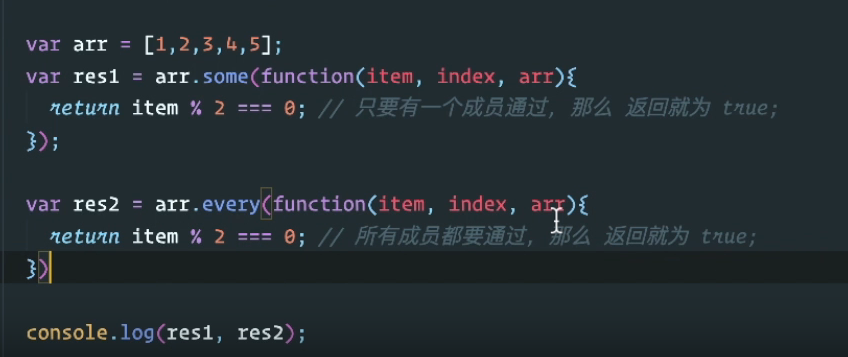 var arr = [1,2,3,4,5];
var res1 = arr.some(function(item, index, arr){
  return item % 2 === 0; // 只要有一个成员通过, 那么 返回就为 true;
});
var res2 = arr.every(function(item, index, arr){
  return item % 2 === 0; // 所有成员都要通过, 那么 返回就为 true;
})
console.log(res1, res2);